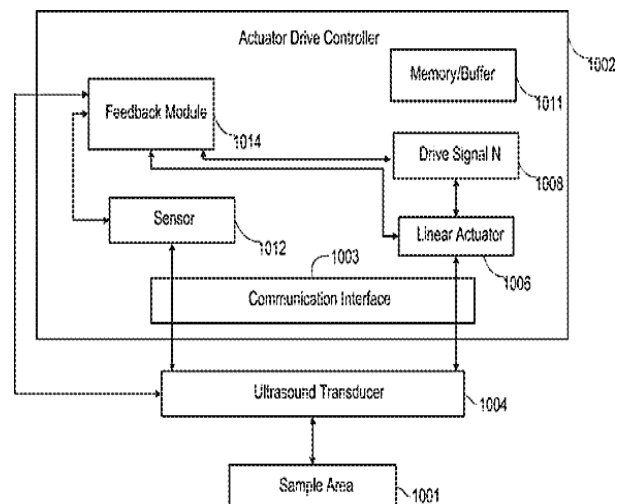 Actuator Drive Controller
1002
Memory/Buffer
1011
Feedback Module
1014
Drive Signal N
1008
Sensor
1012
Linear Actuator
1006
1003
Communication Interface
Ultrasound Transducer
1004
Sample Area
1001